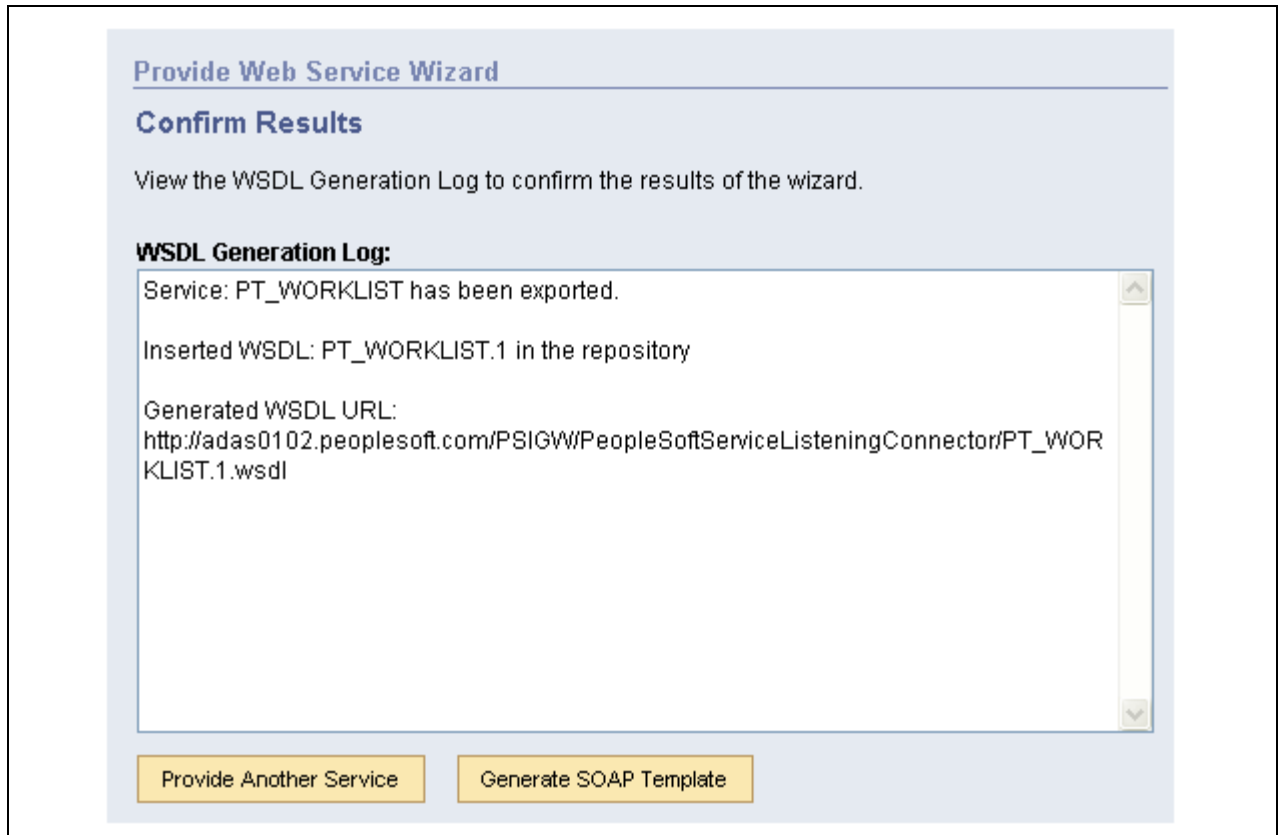 Provide Web Service Wizard
Confirm Results
View the WSDL Generation Log to confirm the results of the wizard.
WSDL Generation Log:
Service: PT_WORKLIST has been exported.
Inserted WSDL: PT_WORKLIST.1 in the repository
Generated WSDL URL:
http://adas0102.peoplesoft.com/PSIGW/PeopleSoftServiceListeningConnector/PT_WOR
KLIST.1.wsdl
Provide Another Service
Generate SOAP Template